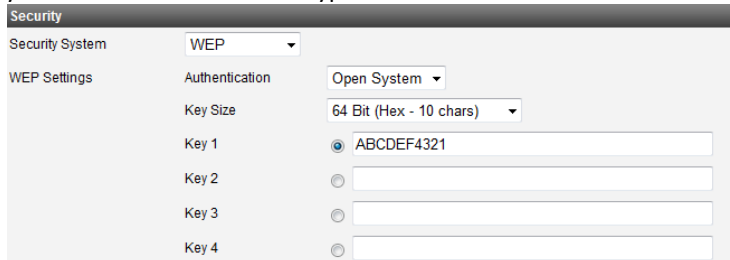 Security
Security System WEP
WEP Settings Authentication Open System
Key Size 64 Bit (Hex - 10 chars)
Key 1 ABCDEF4321
Key 2
Key 3
Key 4